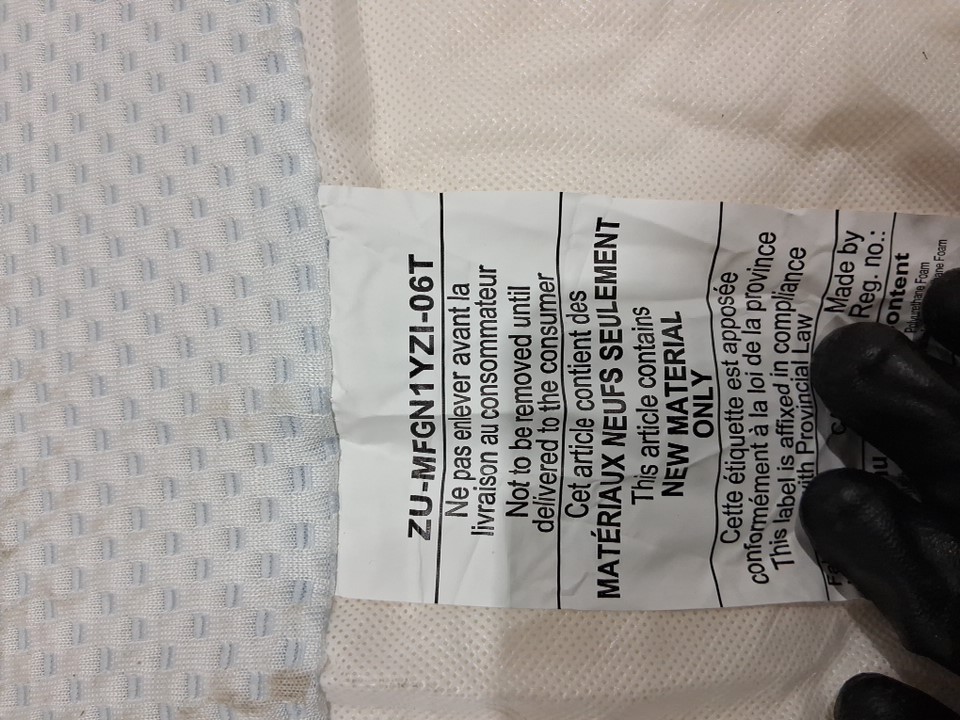 ZU-MFGN1YZI-06T
Ne pas enlever avant la
livraison au consommateur
Not to be removed until
delivered to the consumer
Cet article contient des
MATÉRIAUX NEUFS SEULEMENT
This article contains
NEW MATERIAL
ONLY
Cette étiquette est apposée
conformément à la loi de la province
This label is affixed in compliance
with Provincial Law
Made by
Reg. no.:
Polyurethane Foam